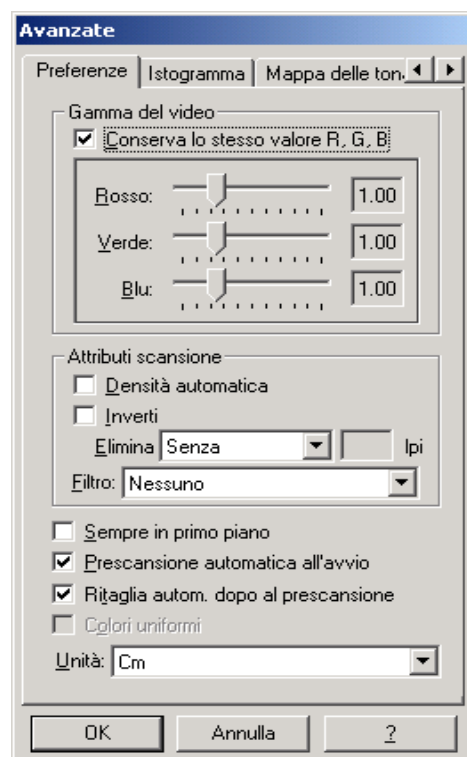 Avanzate
Preferenze Istogramma Mappa delle ton
Gamma del video
Conserva lo stesso valore R, G, B
Rosso: 1.00
Verde: 1.00
Blu: 1.00
Attributi scansione
Densità automatica
Inverti
Elimina Senza lpi
Filtro: Nessuno
Sempre in primo piano
Prescansione automatica all'avvio
Ritaglia autom. dopo al prescansione
Colori uniformi
Unità: Cm
OK Annulla ?